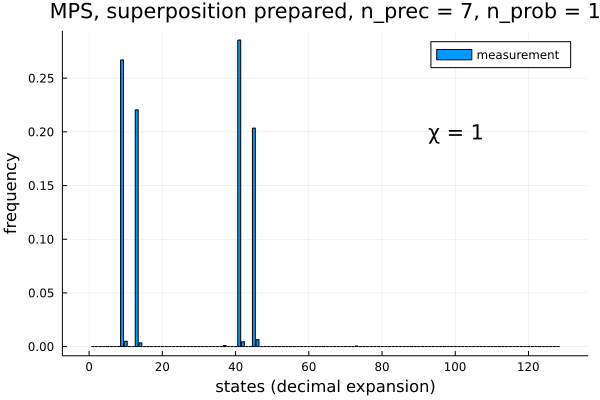 MPS, superposition prepared, n_prec = 7, n_prob = 1
measurement
χ = 1
frequency
0.25
0.20
0.15
0.10
0.05
0.00
0 20 40 60 80 100 120
states (decimal expansion)